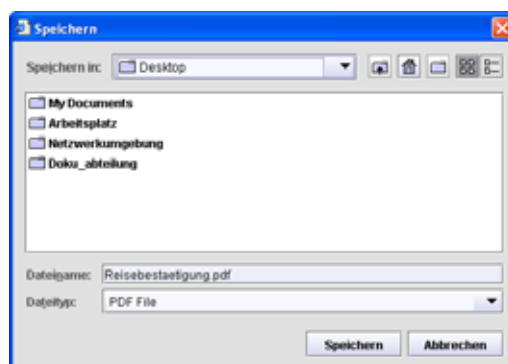 Speichern
Speichern in: Desktop
My Documents
Arbeitsplatz
Netzwerkumgebung
Doku_abteilung
Dateiname: Reisebestaetigung.pdf
Dateityp: PDF File
Speichern Abbrechen